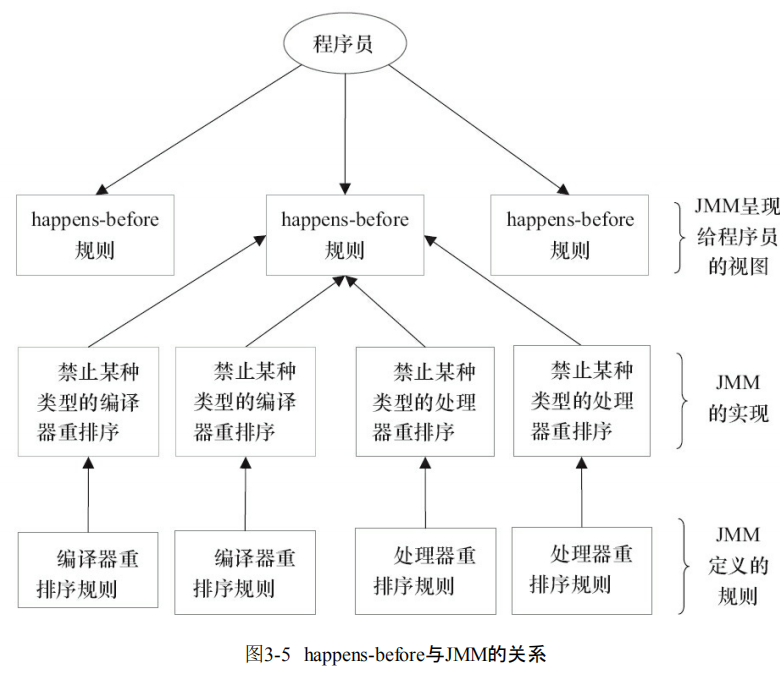 程序员
happens-before
规则
happens-before
规则
happens-before
规则
JMM呈现
给程序员
的视图
禁止某种
类型的编译
器重排序
禁止某种
类型的编译
器重排序
禁止某种
类型的处理
器重排序
禁止某种
类型的处理
器重排序
JMM
的实现
编译器重
排序规则
编译器重
排序规则
处理器重
排序规则
处理器重
排序规则
JMM
定义的
规则
图3-5 happens-before与JMM的关系